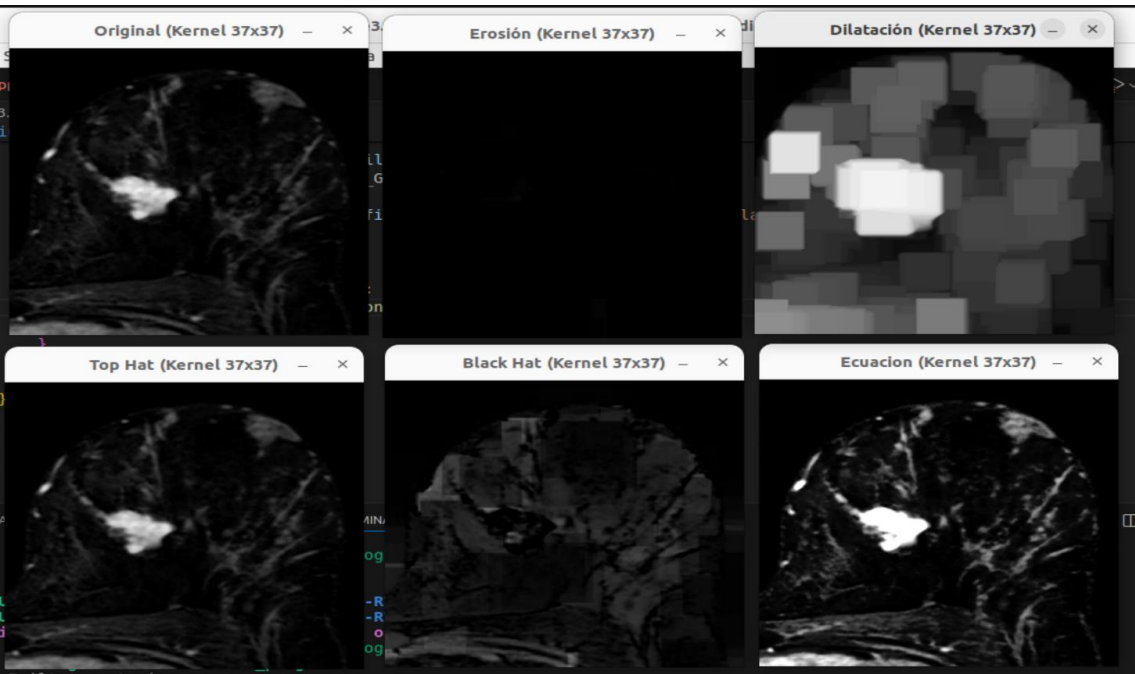 Original (Kernel 37x37)
Erosión (Kernel 37x37)
Dilatación (Kernel 37x37)
Top Hat (Kernel 37x37)
Black Hat (Kernel 37x37)
Ecuacion (Kernel 37x37)